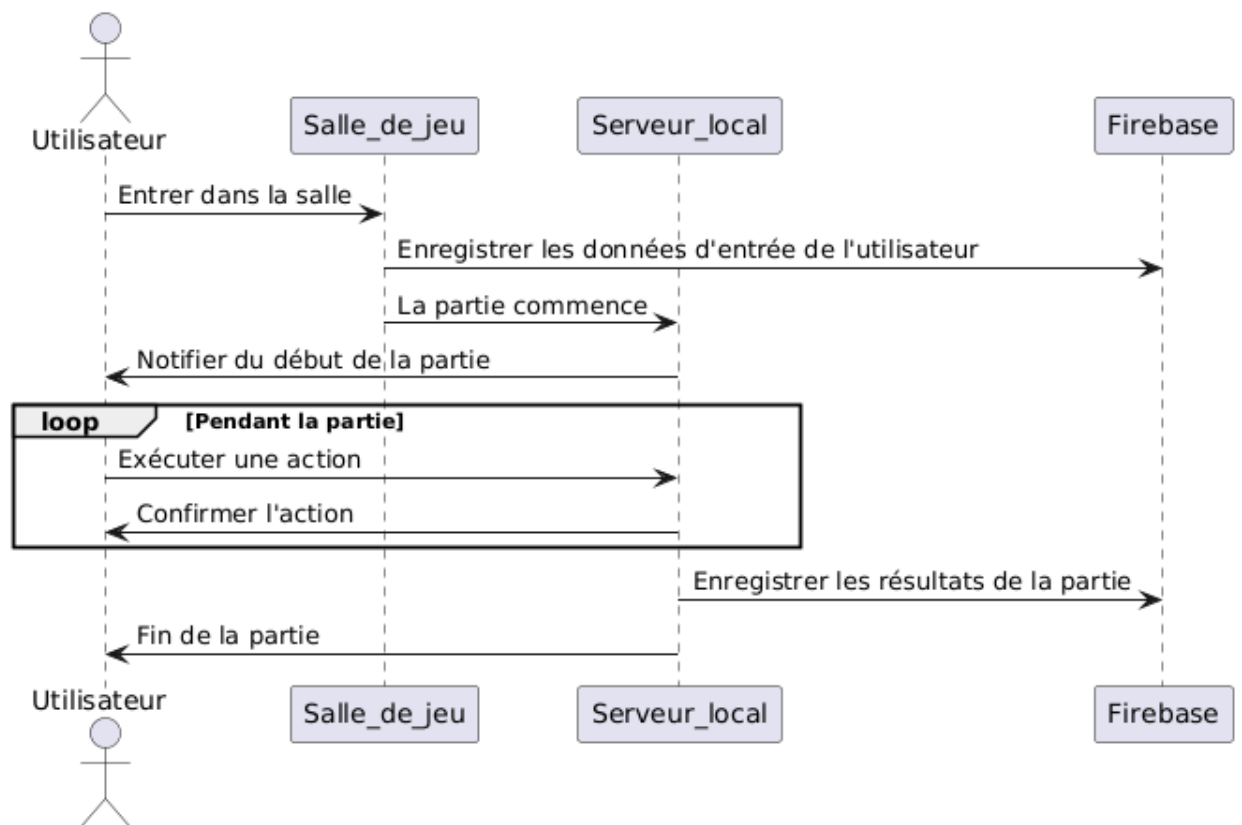 Utilisateur
Salle_de_jeu
Serveur_local
Firebase
Entrer dans la salle
Enregistrer les données d'entrée de l'utilisateur
La partie commence
Notifier du début de la partie
loop
[Pendant la partie]
Exécuter une action
Confirmer l'action
Enregistrer les résultats de la partie
Fin de la partie
Utilisateur
Salle_de_jeu
Serveur_local
Firebase